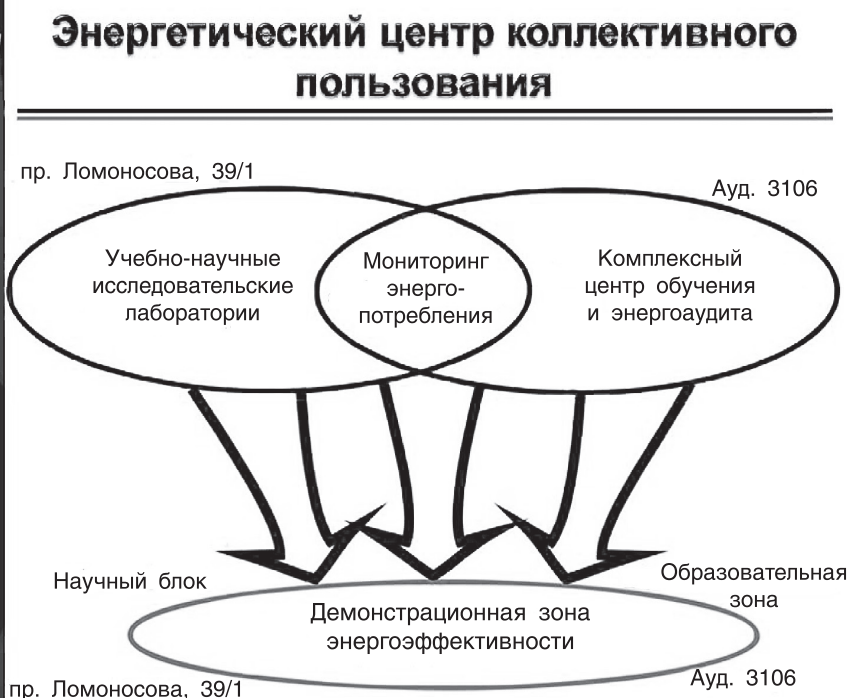 Энергетический центр коллективного
пользования
пр. Ломоносова, 39/1
Ауд. 3106
Учебно-научные
исследовательские
лаборатории
Мониторинг
энерго-
потребления
Комплексный
центр обучения
и энергоаудита
Научный блок
Образовательная
зона
Демонстрационная зона
энергоэффективности
пр. Ломоносова, 39/1
Ауд. 3106